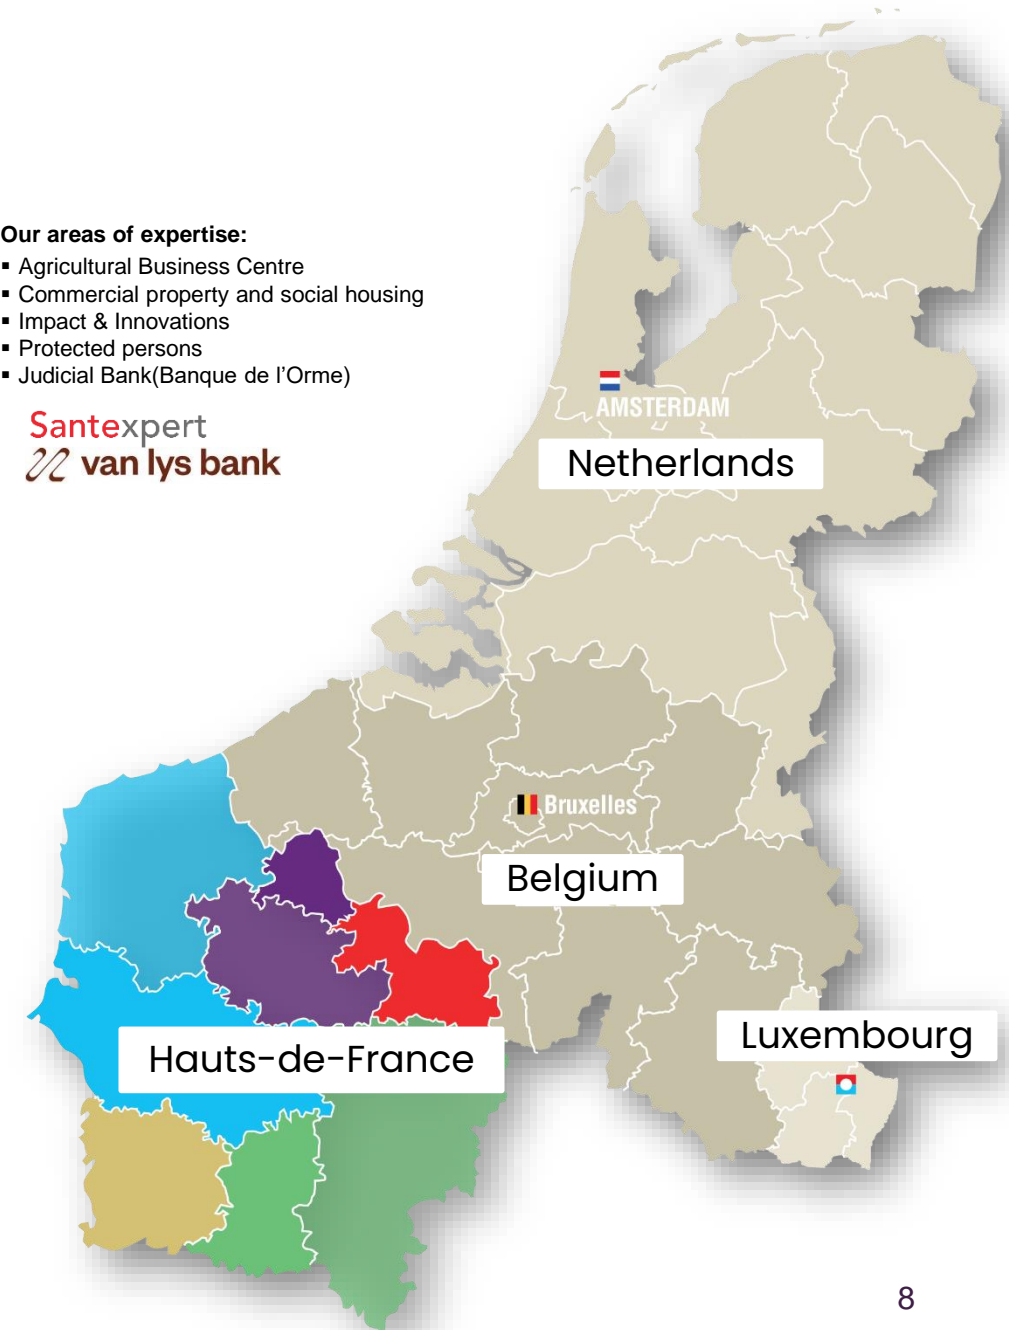 Our areas of expertise:
▪ Agricultural Business Centre
▪ Commercial property and social housing
▪ Impact & Innovations
▪ Protected persons
▪ Judicial Bank(Banque de l’Orme)
Santexpert
van lys bank
AMSTERDAM
Netherlands
Bruxelles
Belgium
Luxembourg
Hauts-de-France
8